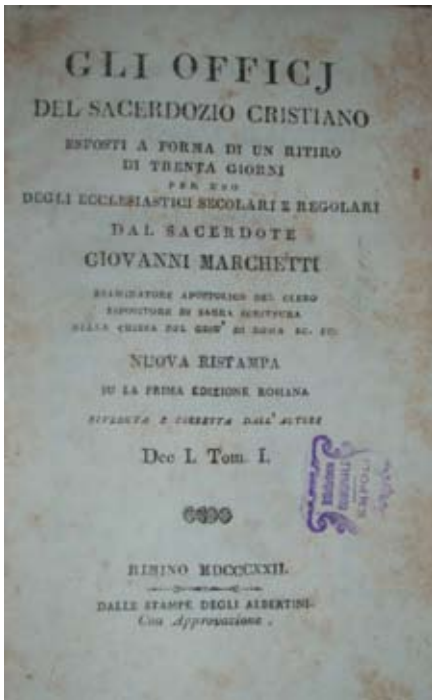 GLI OFFICJ
DEL SACERDOZIO CRISTIANO
ESPOSTI A FORMA DI UN RITIRO
DI TRENTA GIORNI
PER USO
DEGLI ECCLESIASTICI SECOLARI E REGOLARI
DAL SACERDOTE
GIOVANNI MARCHETTI
ESAMINATORE APOSTOLICO DEL CLERO
ESPOSITORE DI SAGRA SCRITTURA
NELLA CHIESA DEL GESU' DI ROMA EC. EC.
NUOVA RISTAMPA
SU LA PRIMA EDIZIONE ROMANA
RIVEDUTA E CORRETTA DALL'AUTORE
Dec I. Tom. I.
RIMINO MDCCCXXII.
DALLE STAMPE DEGLI ALBERTINI.
Con Approvazione.